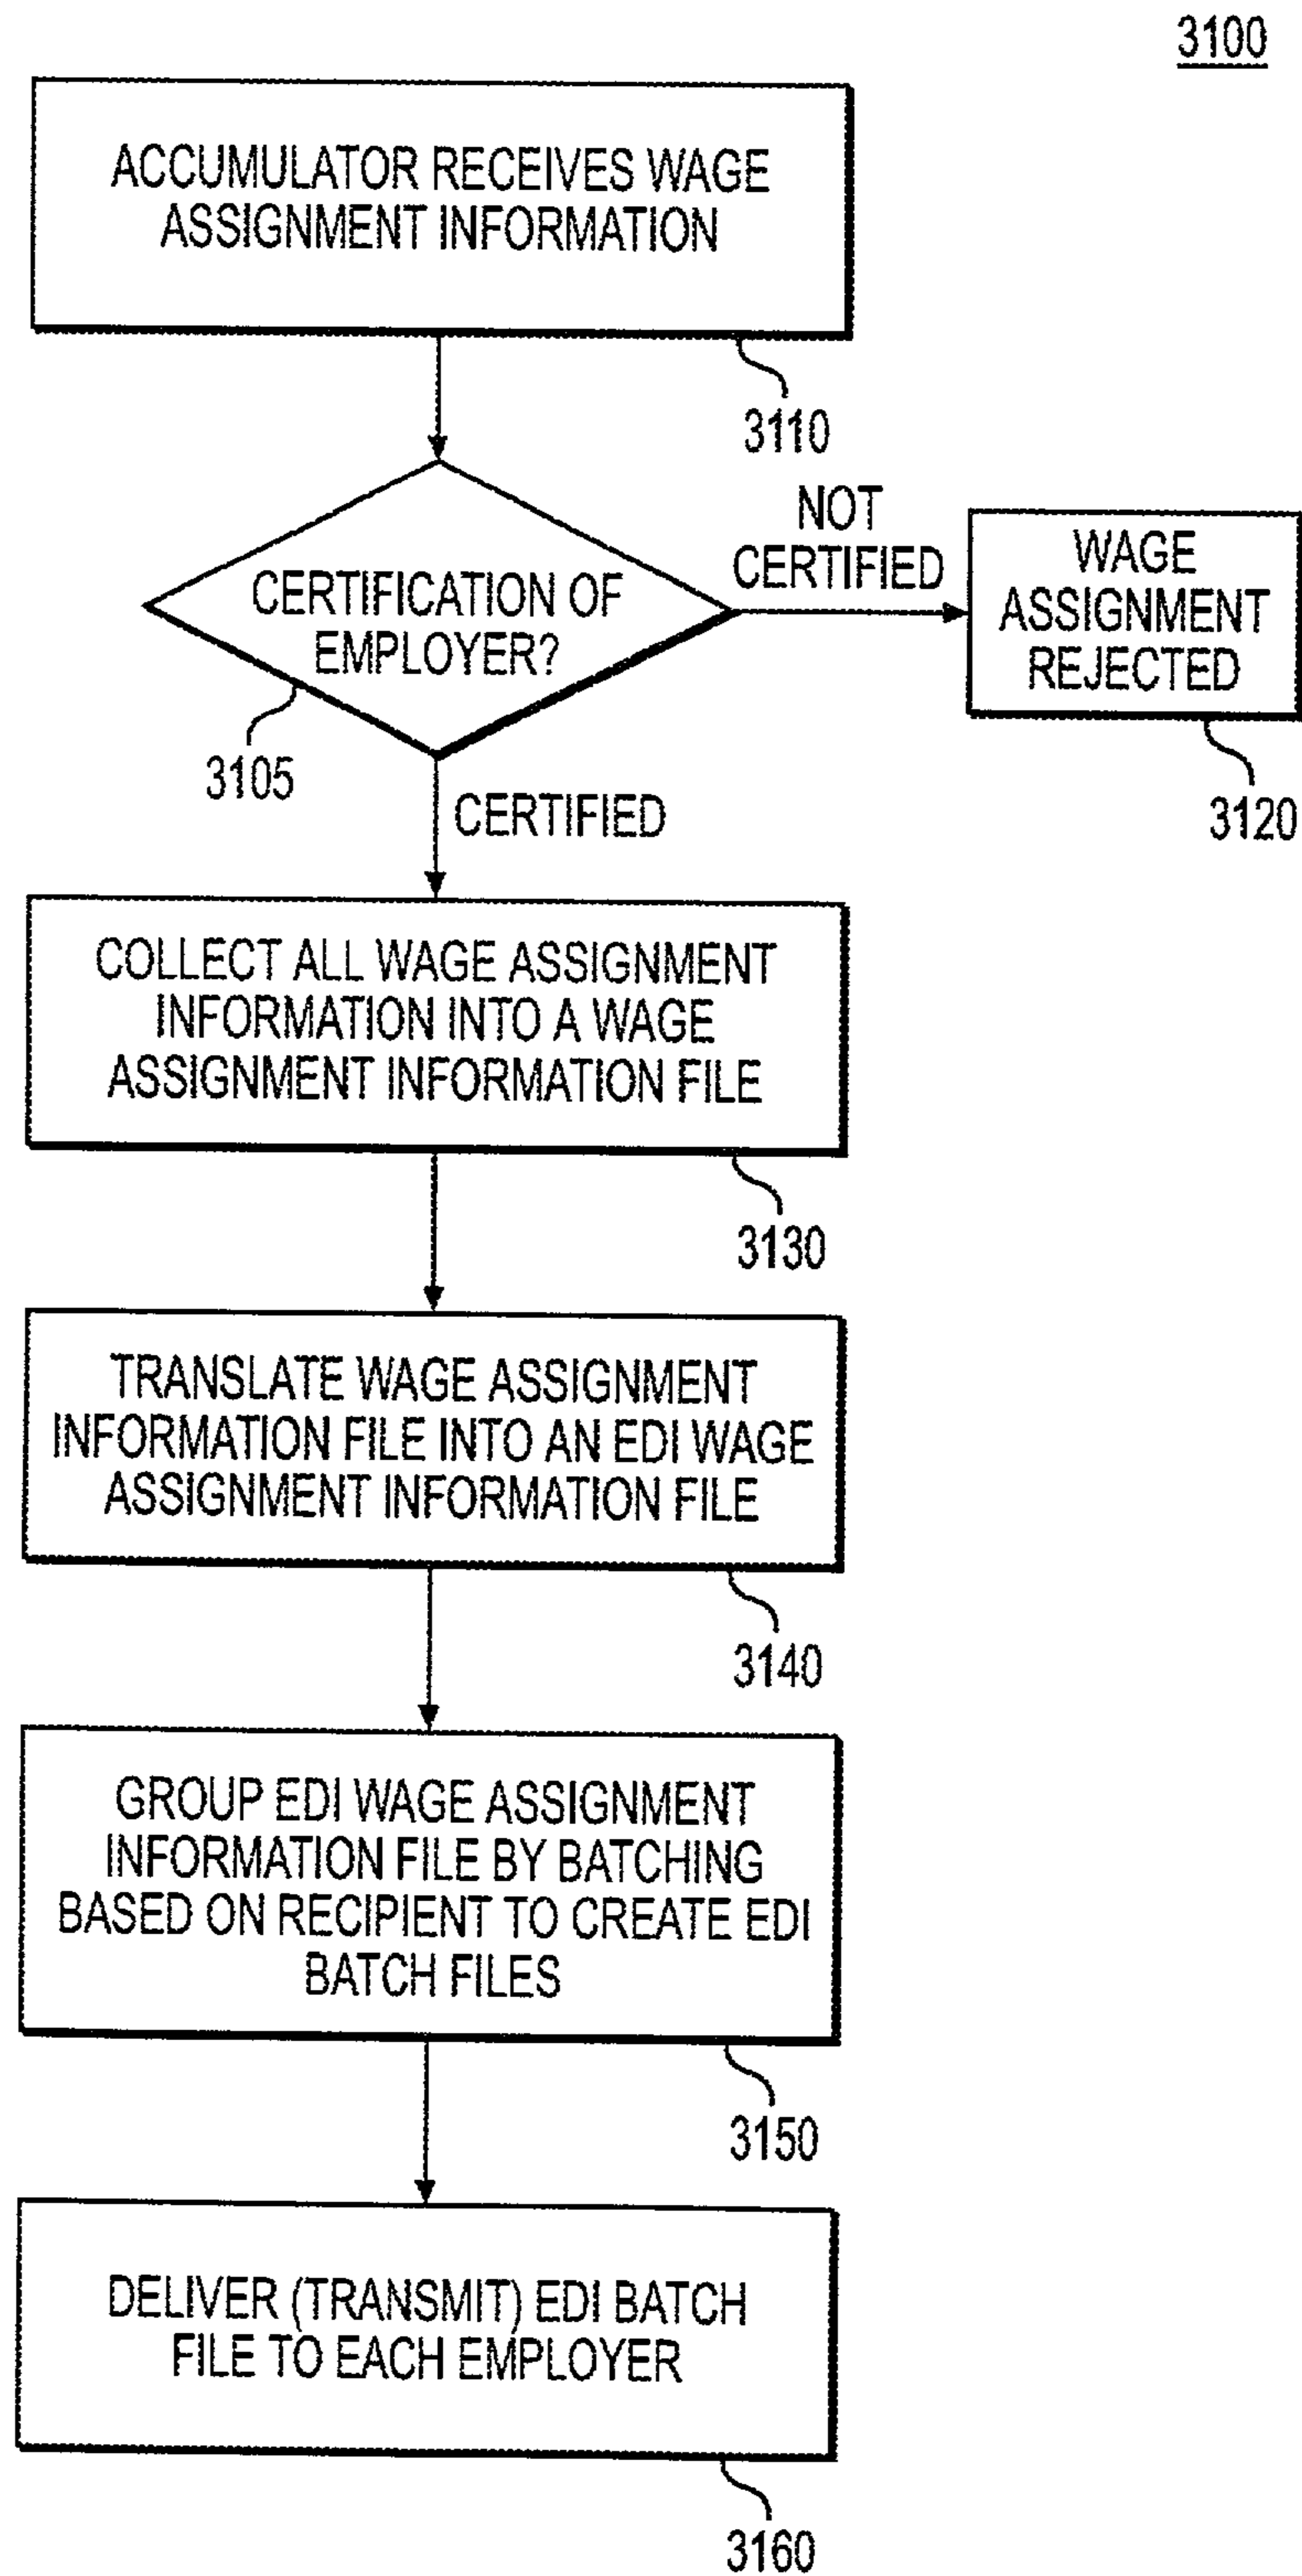 3100
ACCUMULATOR RECEIVES WAGE
ASSIGNMENT INFORMATION
3110
CERTIFICATION OF
EMPLOYER?
3105
NOT
CERTIFIED
WAGE
ASSIGNMENT
REJECTED
3120
CERTIFIED
COLLECT ALL WAGE ASSIGNMENT
INFORMATION INTO A WAGE
ASSIGNMENT INFORMATION FILE
3130
TRANSLATE WAGE ASSIGNMENT
INFORMATION FILE INTO AN EDI WAGE
ASSIGNMENT INFORMATION FILE
3140
GROUP EDI WAGE ASSIGNMENT
INFORMATION FILE BY BATCHING
BASED ON RECIPIENT TO CREATE EDI
BATCH FILES
3150
DELIVER (TRANSMIT) EDI BATCH
FILE TO EACH EMPLOYER
3160